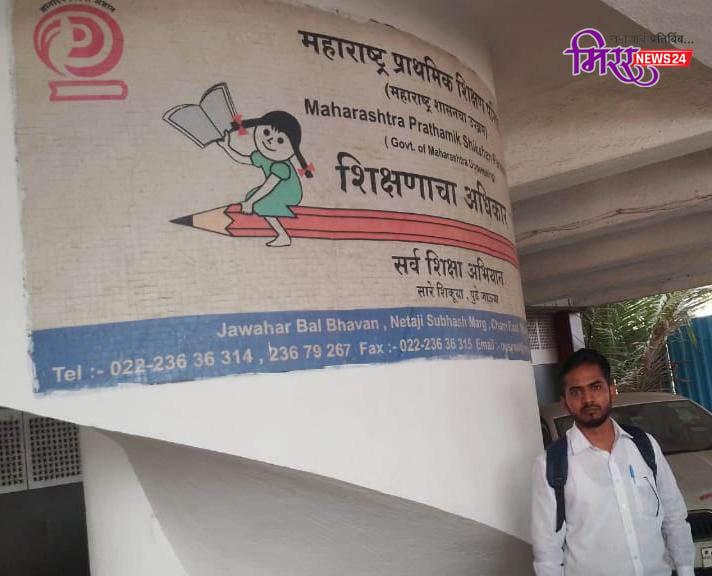 प्रतिबिंब...
मिरर NEWS24
महाराष्ट्र प्राथमिक शिक्षण
(महाराष्ट्र शासनाचा उपक्रम)
Maharashtra Prathamik Shikshan
( Govt. of Maharashtra
शिक्षणाचा अधिकार
सर्व शिक्षा अभियान
सारे शिकूया , पुढे जाऊया
Jawahar Bal Bhavan , Netaji Subhash Marg ,
Tel :- 022-236 36 314 , 236 79 267 Fax :- 022-236 36 315 Email :-